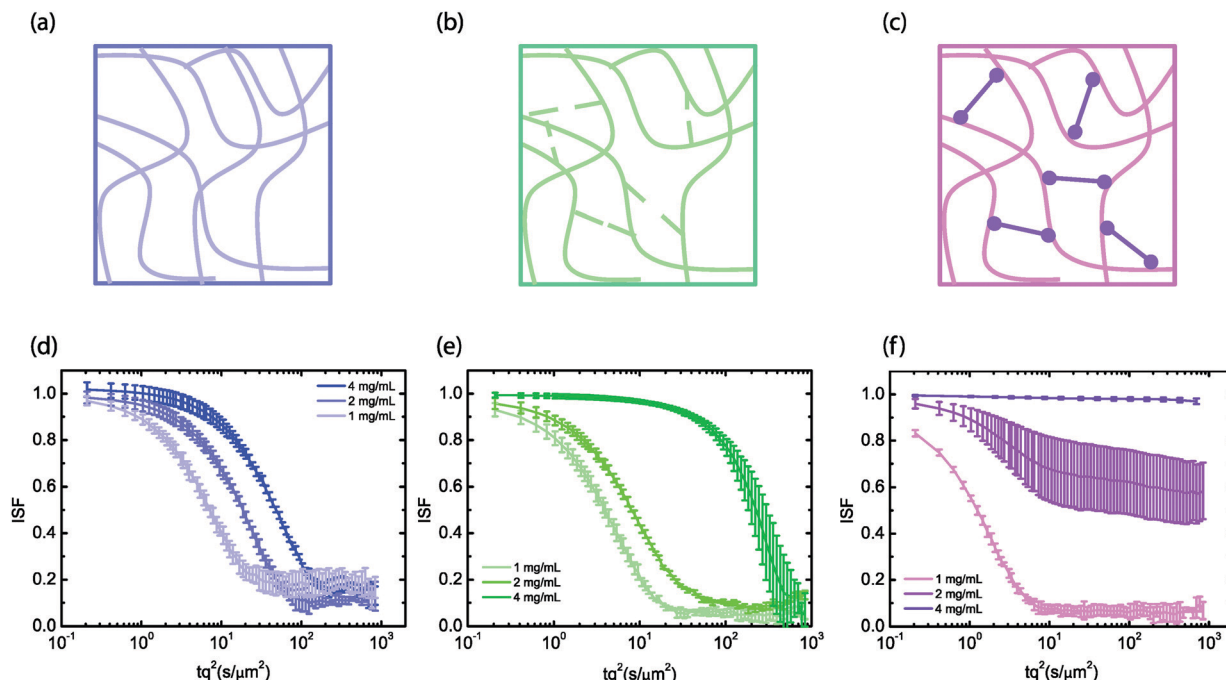 (a)
(b)
(c)
(d)
(e)
(f)
1.0
0.8
0.6
0.4
0.2
0.0
ISF
4 mg/mL
2 mg/mL
1 mg/mL
10⁻¹
10⁰
10¹
10²
10³
tq²(s/μm²)
1.0
0.8
0.6
0.4
0.2
0.0
ISF
1 mg/mL
2 mg/mL
4 mg/mL
10⁻¹
10⁰
10¹
10²
10³
tq²(s/μm²)
1.0
0.8
0.6
0.4
0.2
0.0
ISF
1 mg/mL
2 mg/mL
4 mg/mL
10⁻¹
10⁰
10¹
10²
10³
tq²(s/μm²)